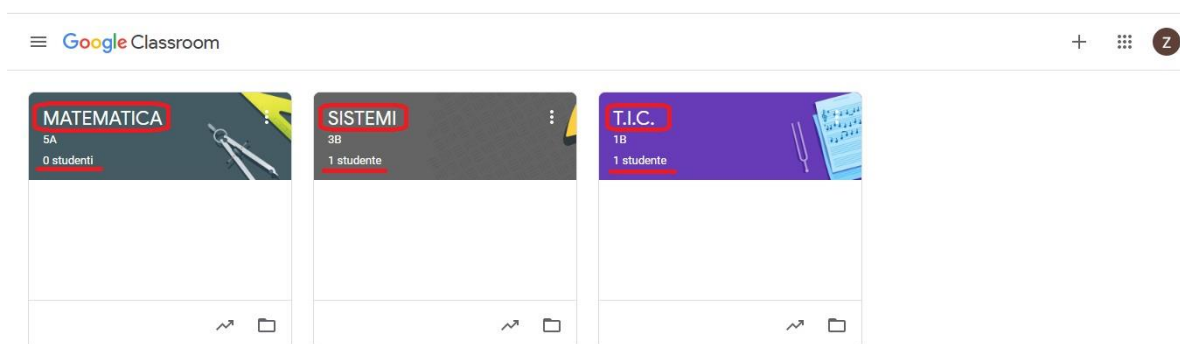 Google Classroom
Z
MATEMATICA
5A
0 studenti
SISTEMI
3B
1 studente
T.I.C.
1B
1 studente